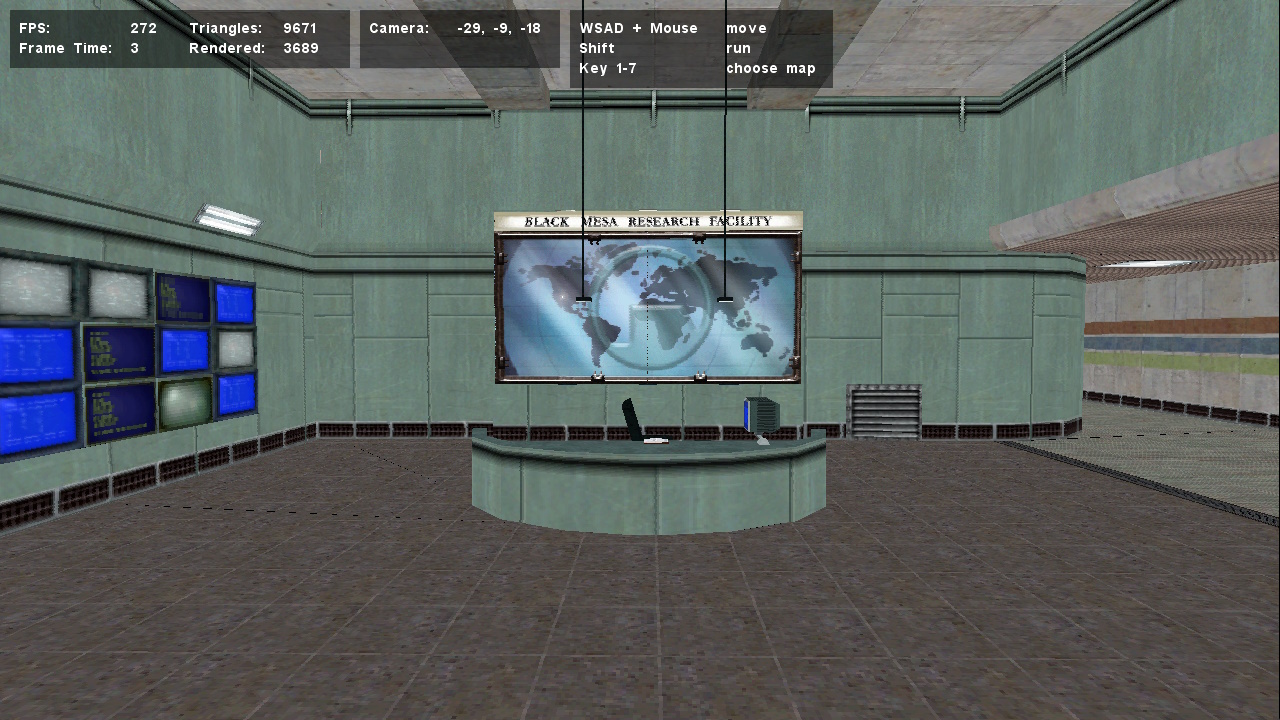 FPS: 272 Triangles: 9671
Frame Time: 3 Rendered: 3689
Camera: -29, -9, -18
WSAD + Mouse move
Shift run
Key 1-7 choose map
BLACK MESA RESEARCH FACILITY